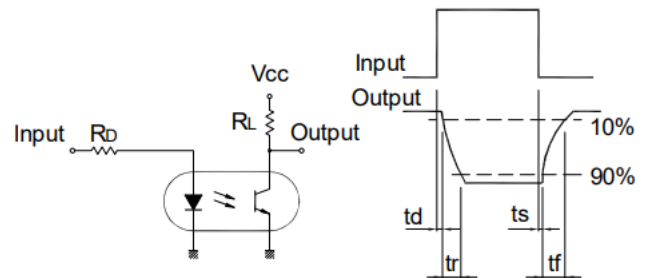 Input
Output
Vcc
RL
Input
RD
Output
10%
90%
td
ts
tr
tf